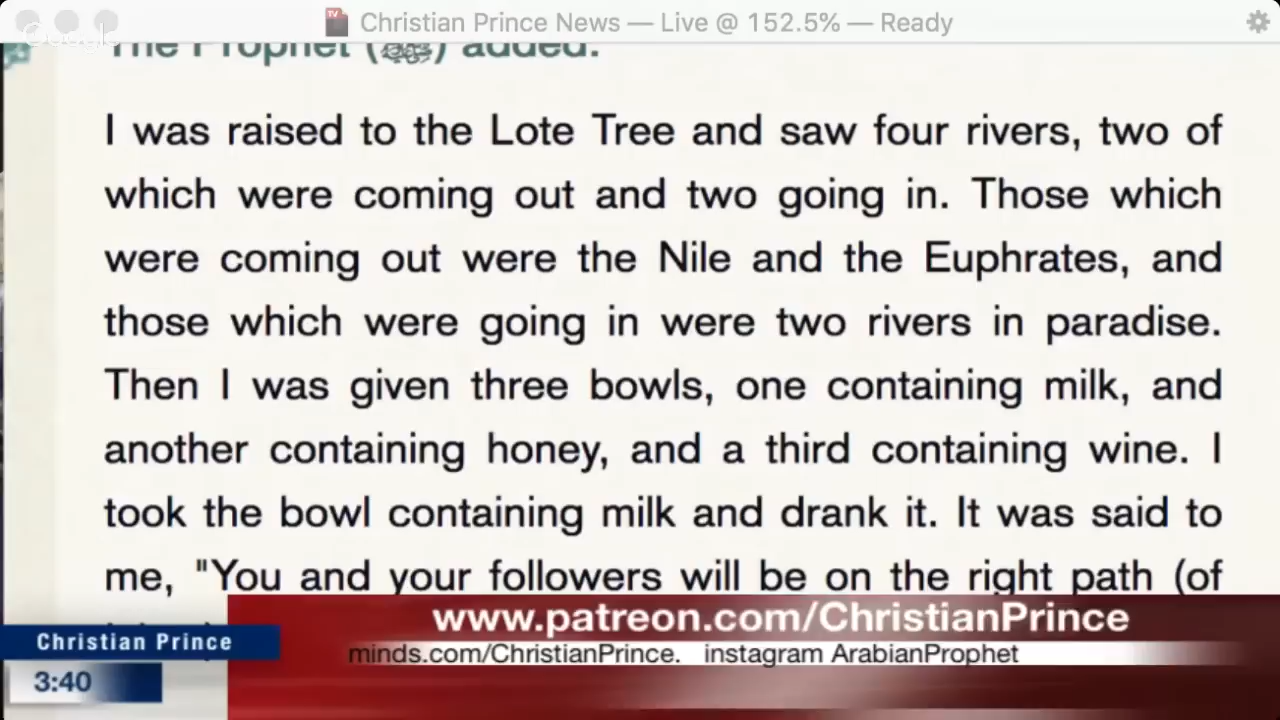 Christian Prince News — Live @ 152.5% — Ready
Google
The Prophet (ﷺ) added:
I was raised to the Lote Tree and saw four rivers, two of
which were coming out and two going in. Those which
were coming out were the Nile and the Euphrates, and
those which were going in were two rivers in paradise.
Then I was given three bowls, one containing milk, and
another containing honey, and a third containing wine. I
took the bowl containing milk and drank it. It was said to
me, "You and your followers will be on the right path (of
www.patreon.com/ChristianPrince
Christian Prince
minds.com/ChristianPrince. instagram ArabianProphet
3:40